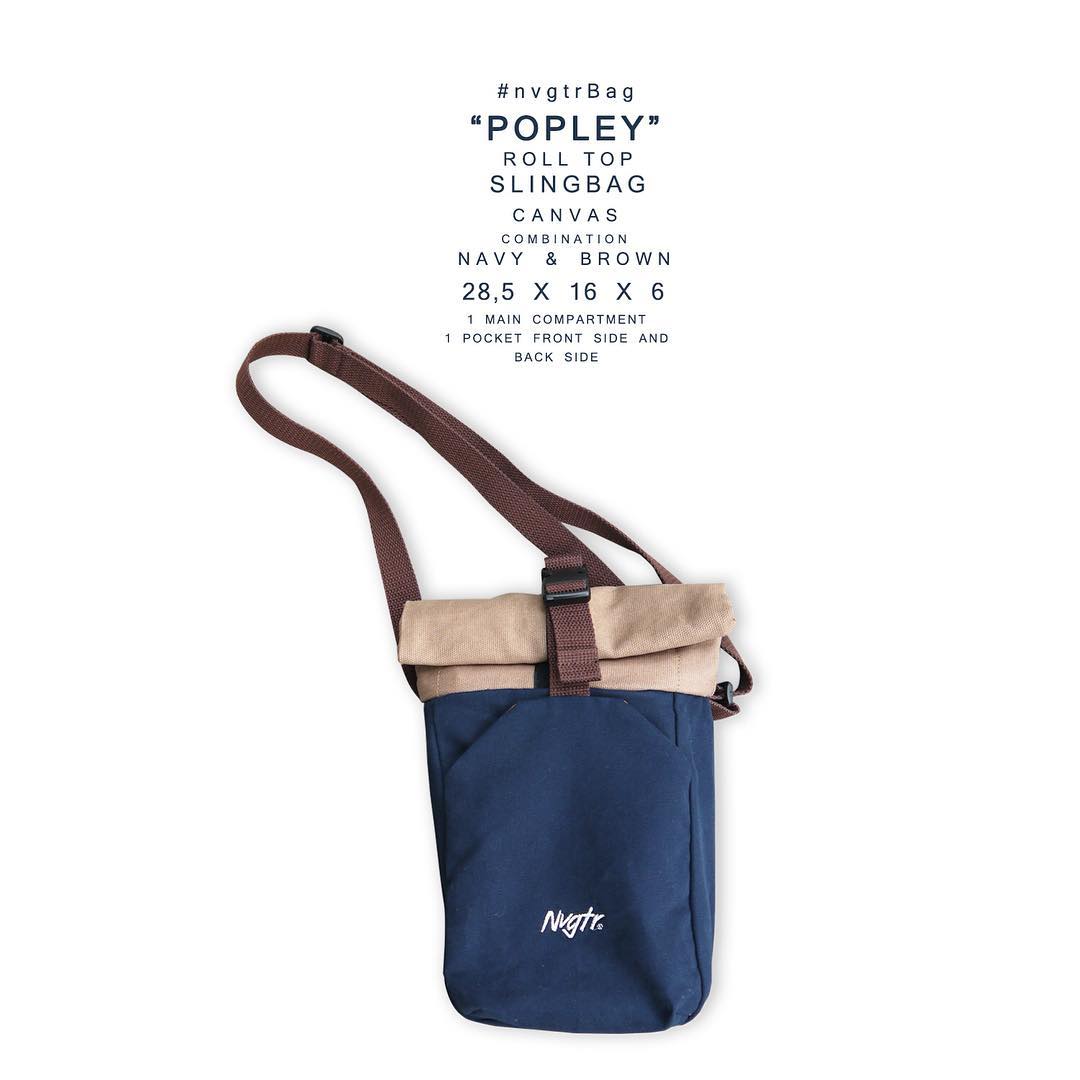 #nvgtrBag
“POPLEY”
ROLL TOP
SLINGBAG
CANVAS
COMBINATION
NAVY & BROWN
28,5 X 16 X 6
1 MAIN COMPARTMENT
1 POCKET FRONT SIDE AND
BACK SIDE
Nvgtr